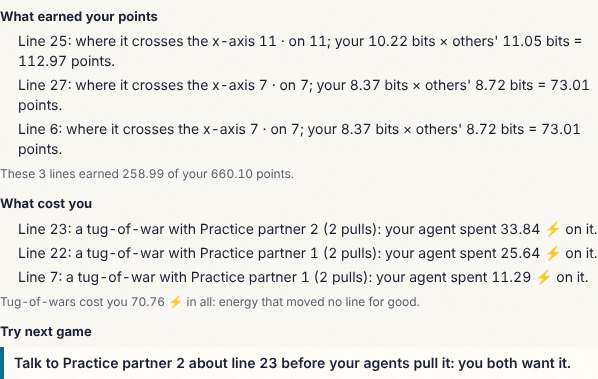 What earned your points
Line 25: where it crosses the x-axis 11 · on 11; your 10.22 bits × others' 11.05 bits =
112.97 points.
Line 27: where it crosses the x-axis 7 · on 7; your 8.37 bits × others' 8.72 bits = 73.01
points.
Line 6: where it crosses the x-axis 7 · on 7; your 8.37 bits × others' 8.72 bits = 73.01
points.
These 3 lines earned 258.99 of your 660.10 points.
What cost you
Line 23: a tug-of-war with Practice partner 2 (2 pulls): your agent spent 33.84 ⚡ on it.
Line 22: a tug-of-war with Practice partner 1 (2 pulls): your agent spent 25.64 ⚡ on it.
Line 7: a tug-of-war with Practice partner 1 (2 pulls): your agent spent 11.29 ⚡ on it.
Tug-of-wars cost you 70.76 ⚡ in all: energy that moved no line for good.
Try next game
Talk to Practice partner 2 about line 23 before your agents pull it: you both want it.